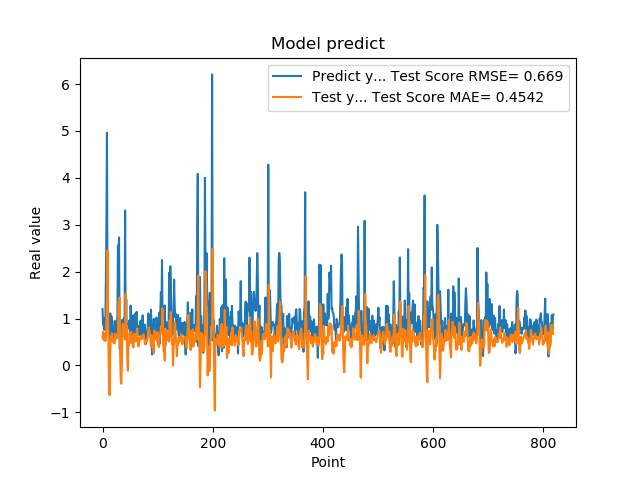 Model predict
Predict y... Test Score RMSE= 0.669
Test y... Test Score MAE= 0.4542
6
5
4
3
2
1
0
−1
Real value
0 200 400 600 800
Point